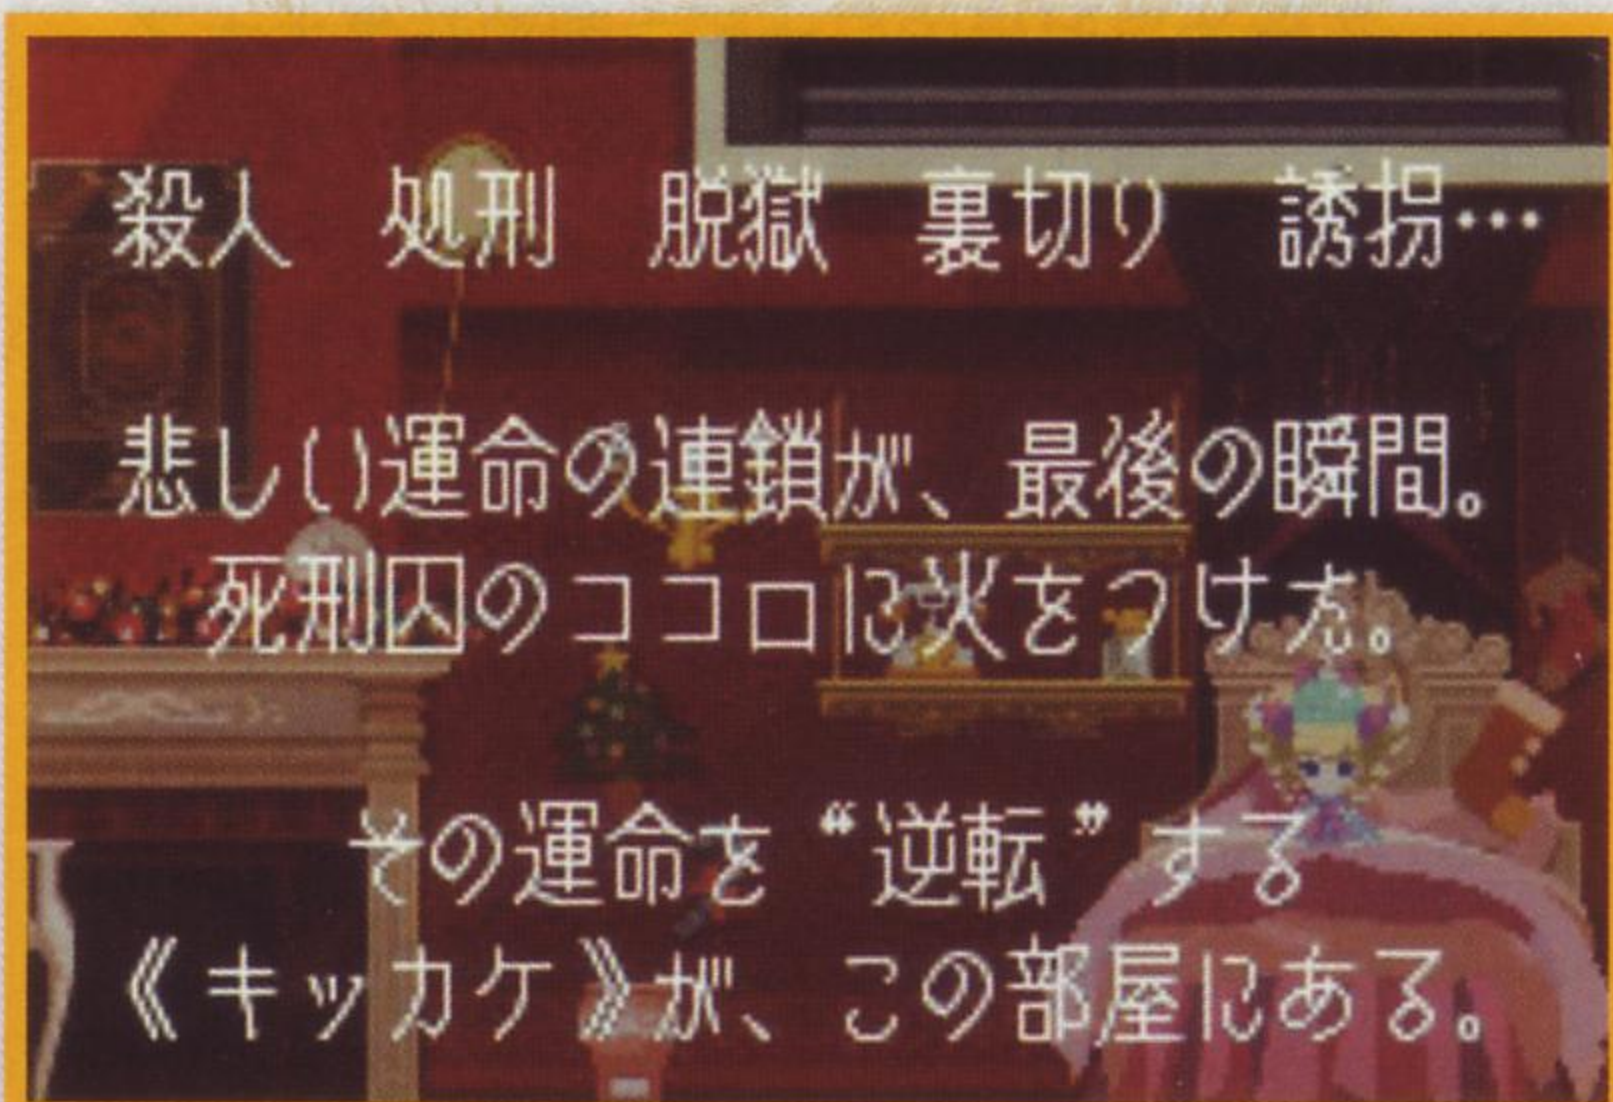 殺人　処刑　脱獄　裏切り　誘拐…
悲しい運命の連鎖が、最後の瞬間。
死刑囚のココロに火をつけた。
その運命を“逆転”する
《キッカケ》が、この部屋にある。